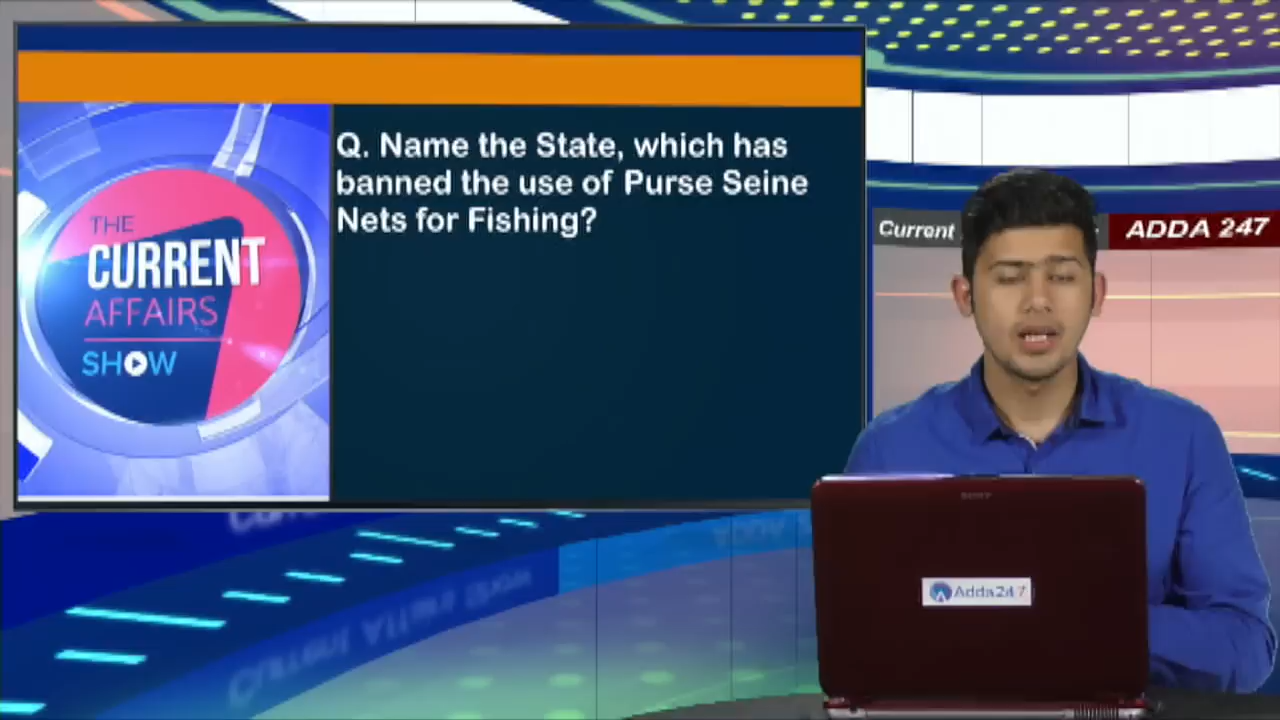 Q. Name the State, which has
banned the use of Purse Seine
Nets for Fishing?
THE
CURRENT
AFFAIRS
SHOW
Current
ADDA 247
SONY
Adda247